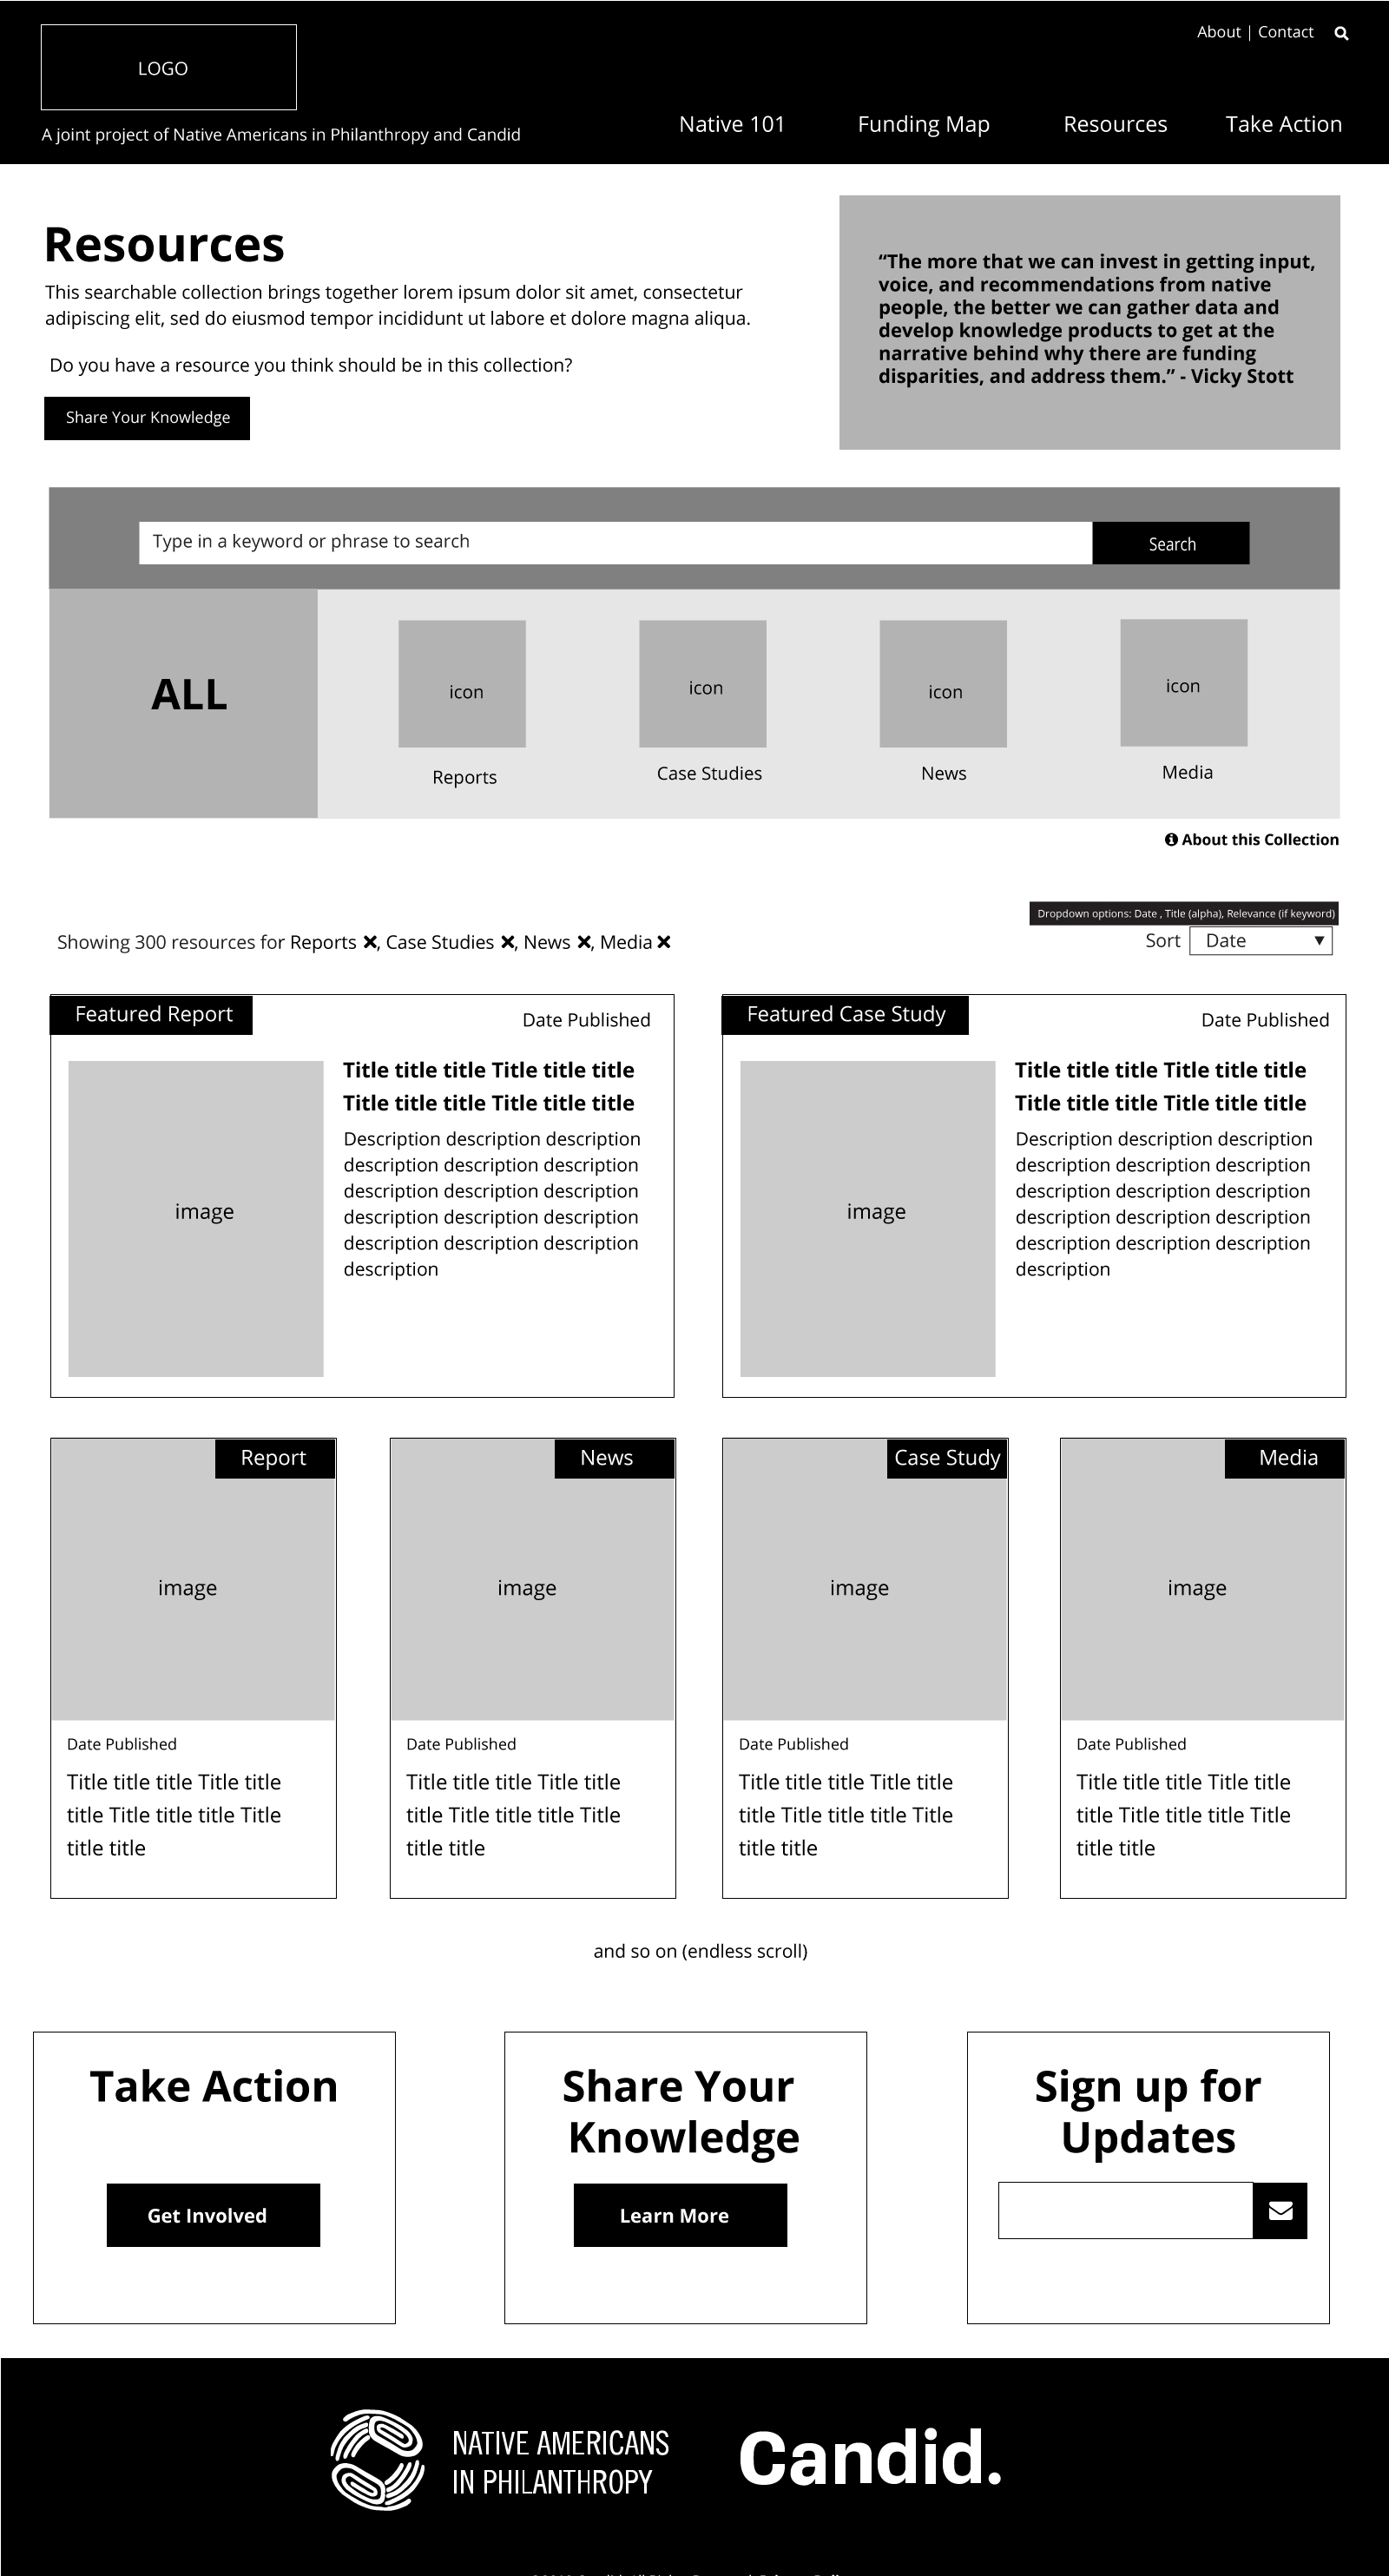 About | Contact
LOGO
A joint project of Native Americans in Philanthropy and Candid
Native 101 Funding Map Resources Take Action
Resources
This searchable collection brings together lorem ipsum dolor sit amet, consectetur
adipiscing elit, sed do eiusmod tempor incididunt ut labore et dolore magna aliqua.
Do you have a resource you think should be in this collection?
Share Your Knowledge
“The more that we can invest in getting input,
voice, and recommendations from native
people, the better we can gather data and
develop knowledge products to get at the
narrative behind why there are funding
disparities, and address them.” - Vicky Stott
Type in a keyword or phrase to search
Search
ALL
icon
Reports
icon
Case Studies
icon
News
icon
Media
About this Collection
Dropdown options: Date , Title (alpha), Relevance (if keyword)
Showing 300 resources for Reports ✖, Case Studies ✖, News ✖, Media ✖
Sort Date ▼
Featured Report
Date Published
image
Title title title Title title title
Title title title Title title title
Description description description
description description description
description description description
description description description
description description description
description
Featured Case Study
Date Published
image
Title title title Title title title
Title title title Title title title
Description description description
description description description
description description description
description description description
description description description
description
Report
image
Date Published
Title title title Title title
title Title title title Title
title title
News
image
Date Published
Title title title Title title
title Title title title Title
title title
Case Study
image
Date Published
Title title title Title title
title Title title title Title
title title
Media
image
Date Published
Title title title Title title
title Title title title Title
title title
and so on (endless scroll)
Take Action
Get Involved
Share Your
Knowledge
Learn More
Sign up for
Updates
NATIVE AMERICANS
IN PHILANTHROPY
Candid.